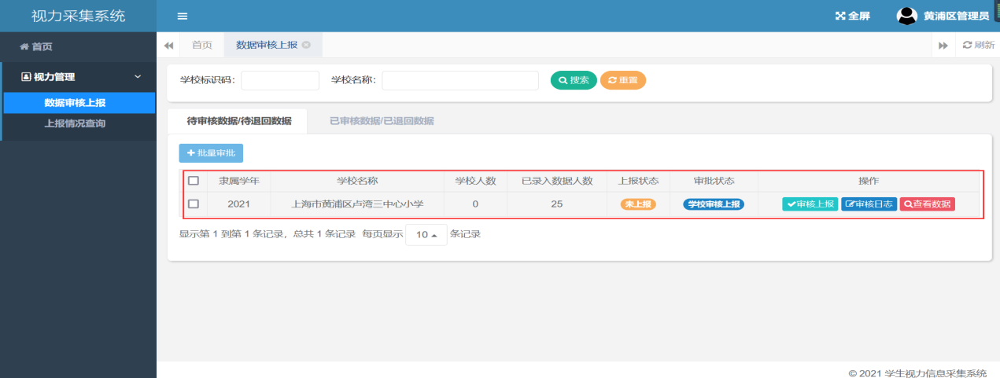 视力采集系统
全屏 黄浦区管理员
首页
首页 数据审核上报 刷新
视力管理
数据审核上报
上报情况查询
学校标识码： 学校名称： 搜索 重置
待审核数据/待退回数据 已审核数据/已退回数据
批量审批
隶属学年 学校名称 学校人数 已录入数据人数 上报状态 审批状态 操作
2021 上海市黄浦区卢湾三中心小学 0 25 未上报 学校审核上报 审核上报 审核日志 查看数据
显示第 1 到第 1 条记录，总共 1 条记录 每页显示 10 条记录
© 2021 学生视力信息采集系统